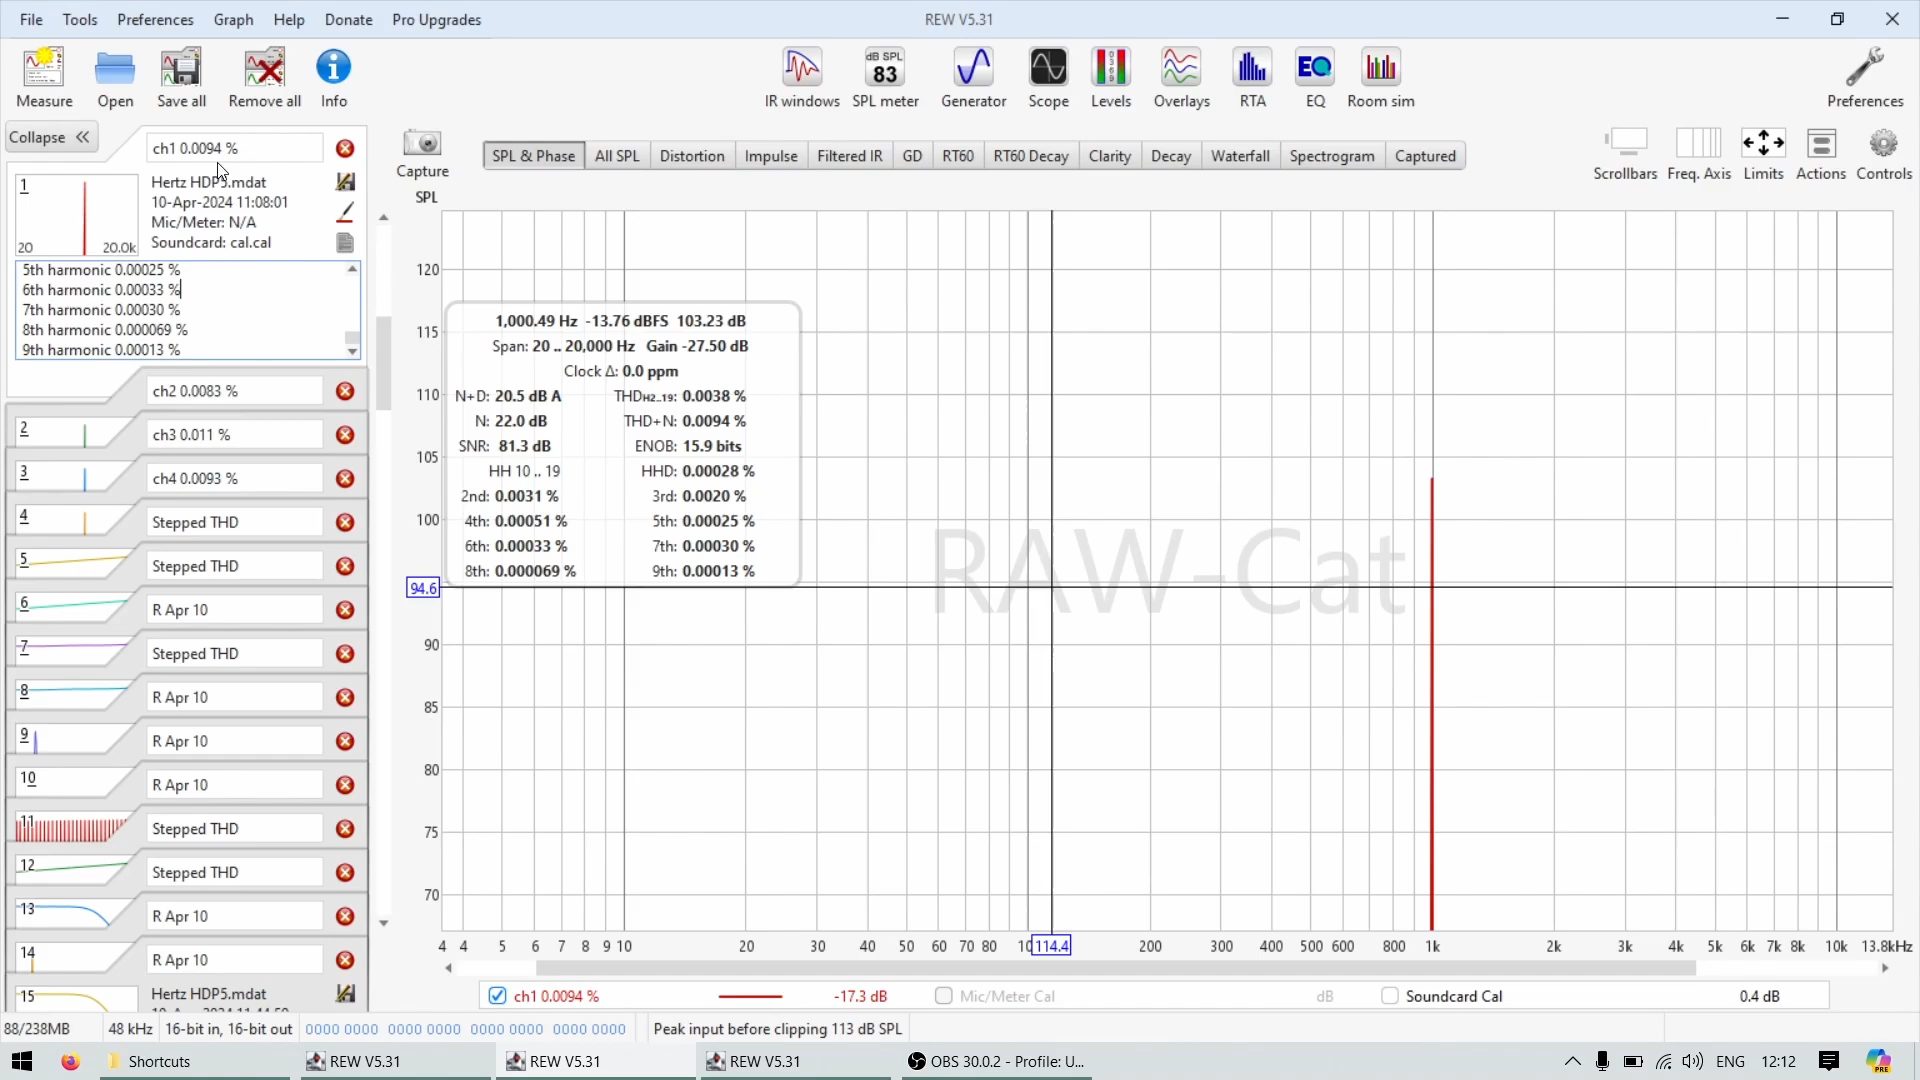 File Tools Preferences Graph Help Donate Pro Upgrades REW V5.31
Measure Open Save all Remove all Info IR windows dB SPL 83 SPL meter Generator Scope Levels Overlays RTA EQ EQ Room sim Preferences
Collapse
ch1 0.0094 %
Capture
SPL & Phase All SPL Distortion Impulse Filtered IR GD RT60 RT60 Decay Clarity Decay Waterfall Spectrogram Captured
Scrollbars Freq. Axis Limits Actions Controls
1
20 20.0k
Hertz HDP5.mdat
10-Apr-2024 11:08:01
Mic/Meter: N/A
Soundcard: cal.cal
5th harmonic 0.00025 %
6th harmonic 0.00033 %
7th harmonic 0.00030 %
8th harmonic 0.000069 %
9th harmonic 0.00013 %
ch2 0.0083 %
2 ch3 0.011 %
3 ch4 0.0093 %
4 Stepped THD
5 Stepped THD
6 R Apr 10
7 Stepped THD
8 R Apr 10
9 R Apr 10
10 R Apr 10
11 Stepped THD
12 Stepped THD
13 R Apr 10
14 R Apr 10
15 Hertz HDP5.mdat
SPL
120
115
110
105
100
94.6
90
85
80
75
70
1,000.49 Hz -13.76 dBFS 103.23 dB
Span: 20 .. 20,000 Hz Gain -27.50 dB
Clock Δ: 0.0 ppm
N+D: 20.5 dB A THDH2..19: 0.0038 %
N: 22.0 dB THD+N: 0.0094 %
SNR: 81.3 dB ENOB: 15.9 bits
HH 10 .. 19 HHD: 0.00028 %
2nd: 0.0031 % 3rd: 0.0020 %
4th: 0.00051 % 5th: 0.00025 %
6th: 0.00033 % 7th: 0.00030 %
8th: 0.000069 % 9th: 0.00013 %
RAW-Cat
4 4 5 6 7 8 9 10 20 30 40 50 60 70 80 10 114.4 200 300 400 500 600 800 1k 2k 3k 4k 5k 6k 7k 8k 10k 13.8kHz
ch1 0.0094 % -17.3 dB Mic/Meter Cal dB Soundcard Cal 0.4 dB
88/238MB 48 kHz 16-bit in, 16-bit out 0000 0000 0000 0000 0000 0000 0000 0000 Peak input before clipping 113 dB SPL
Shortcuts REW V5.31 REW V5.31 REW V5.31 OBS 30.0.2 - Profile: U... ENG 12:12 PRE